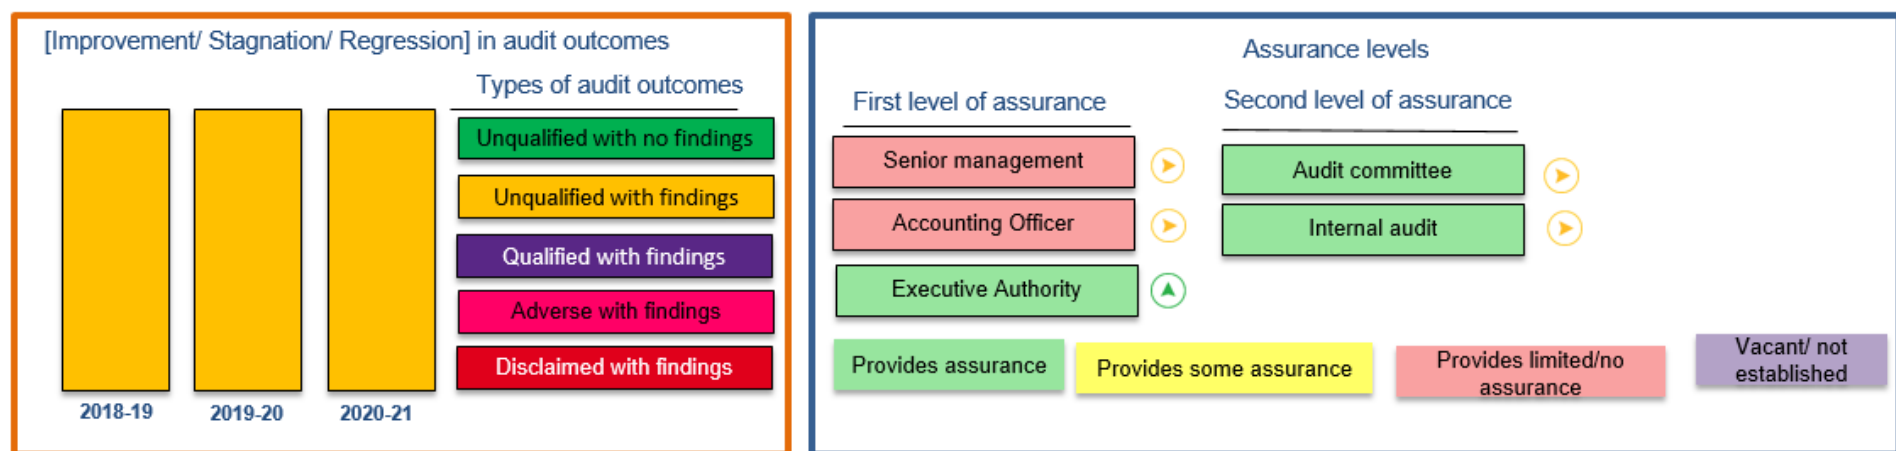 [Improvement/ Stagnation/ Regression] in audit outcomes
Types of audit outcomes
Unqualified with no findings
Unqualified with findings
Qualified with findings
Adverse with findings
Disclaimed with findings
2018-19
2019-20
2020-21
Assurance levels
First level of assurance
Senior management
Accounting Officer
Executive Authority
Second level of assurance
Audit committee
Internal audit
Provides assurance
Provides some assurance
Provides limited/no
assurance
Vacant/ not
established